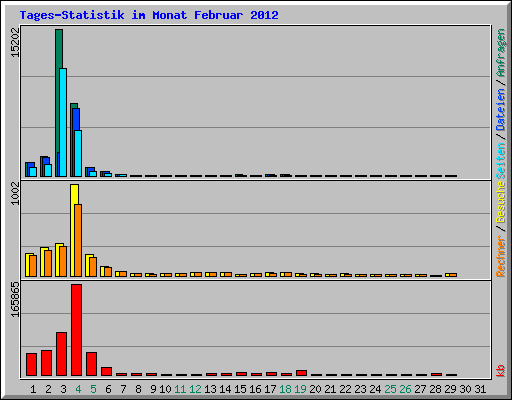 Tages-Statistik im Monat Februar 2012
15202
1002
165865
Rechner / Besuche Seiten / Dateien / Anfragen
kb
1 2 3 4 5 6 7 8 9 10 11 12 13 14 15 16 17 18 19 20 21 22 23 24 25 26 27 28 29 30 31